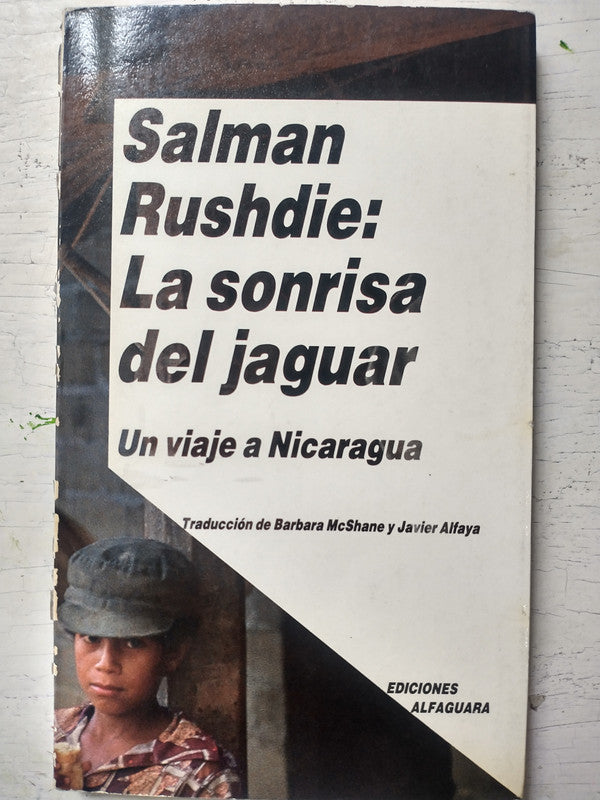 Salman
Rushdie:
La sonrisa
del jaguar
Un viaje a Nicaragua
Traducción de Barbara McShane y Javier Alfaya
EDICIONES
ALFAGUARA